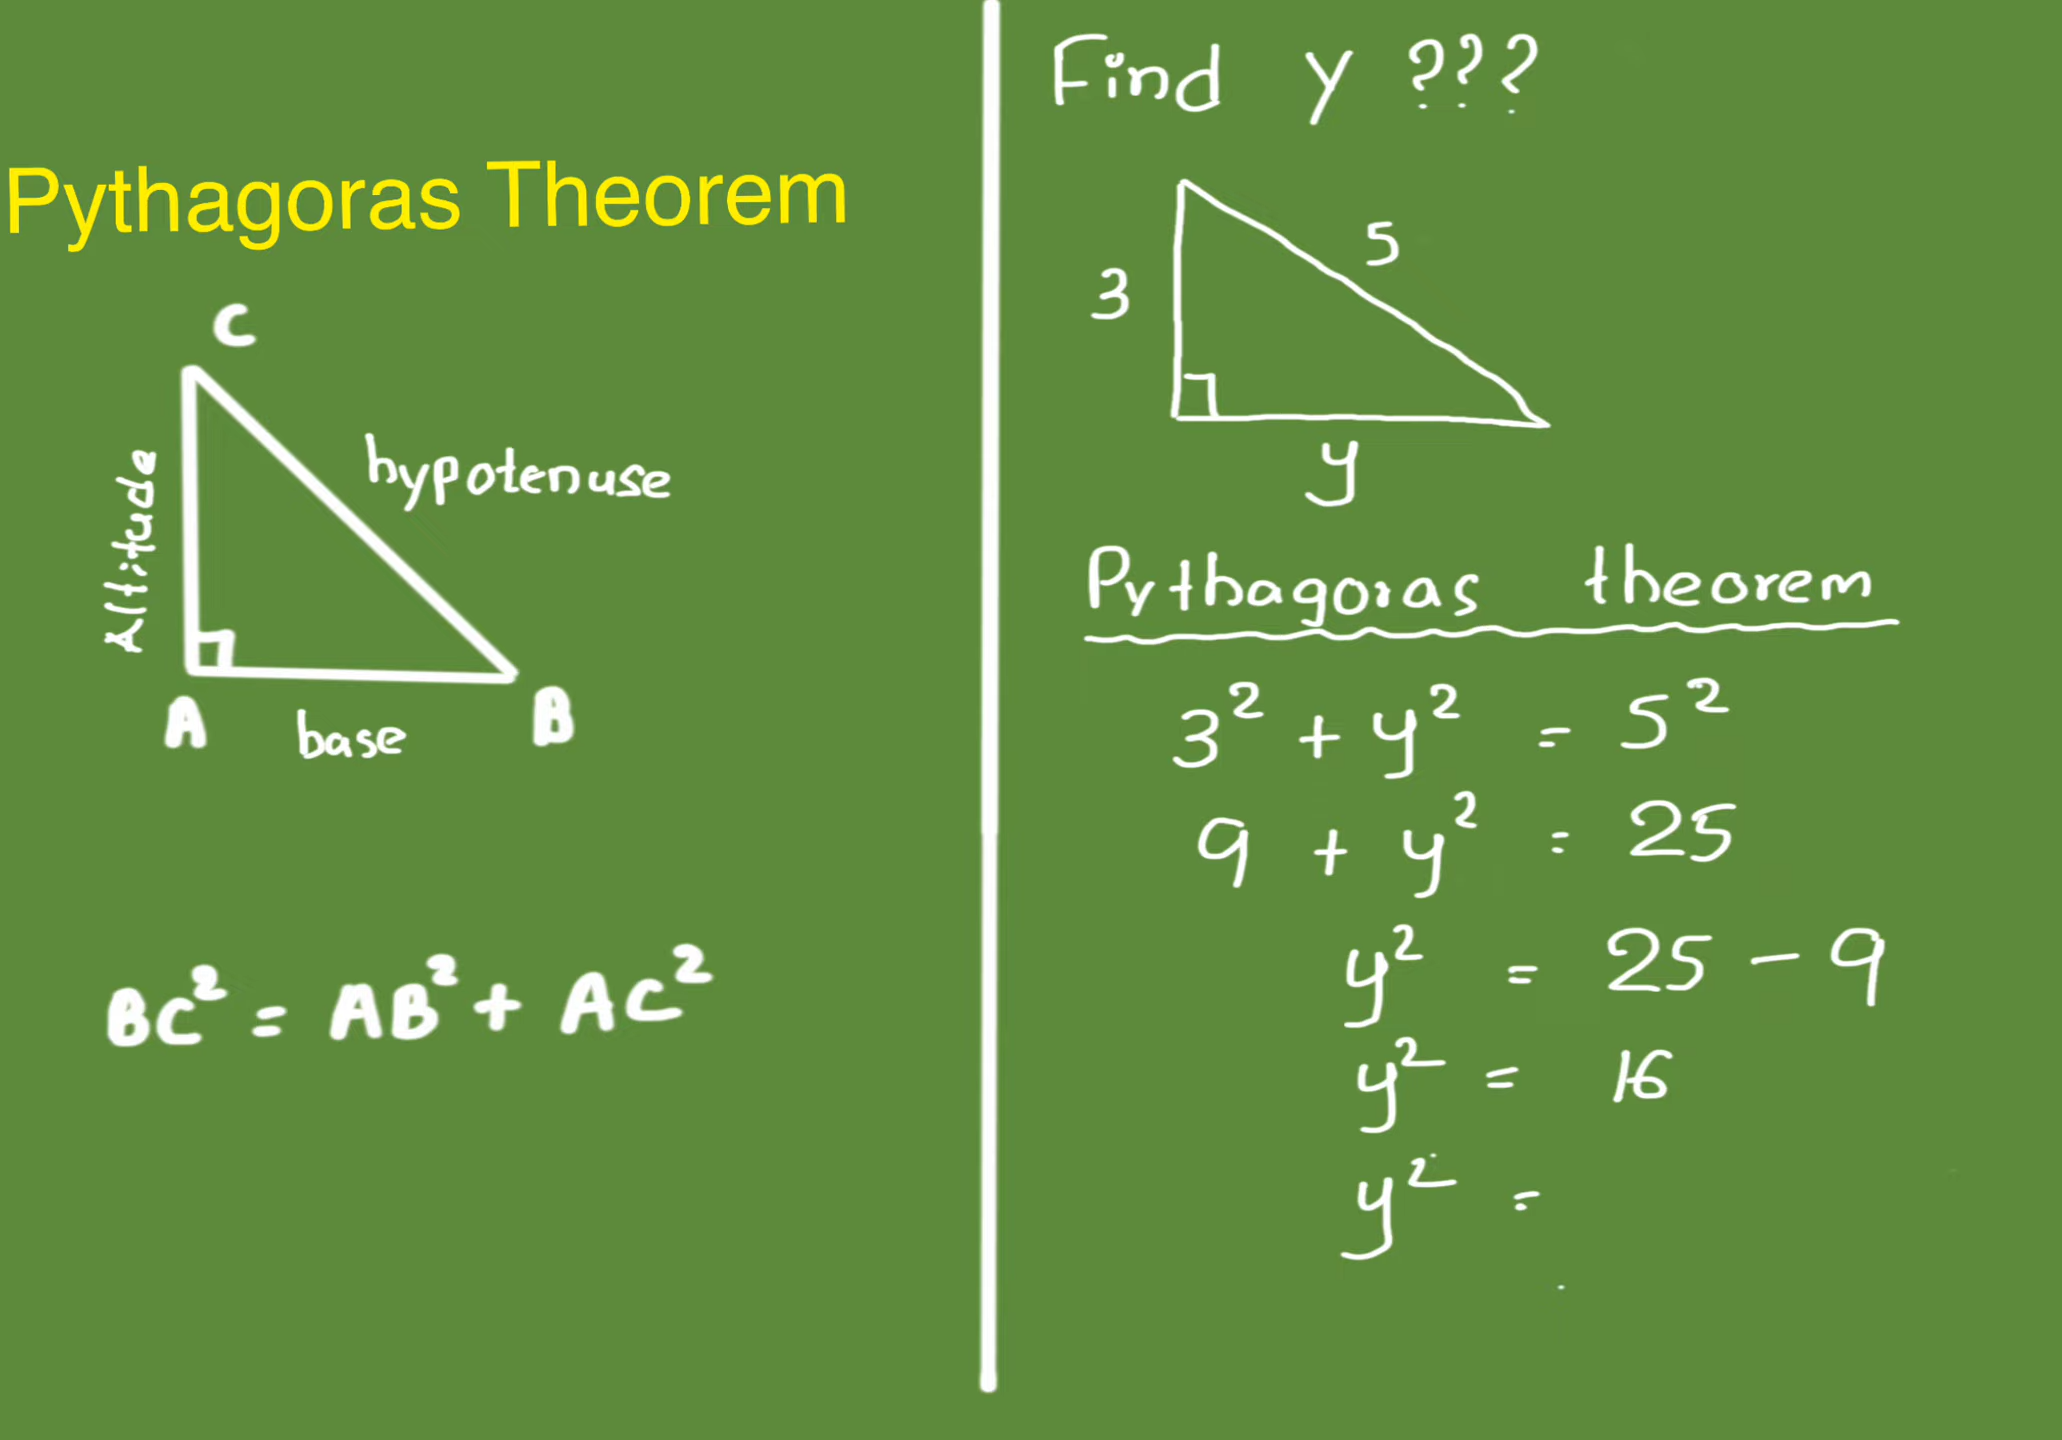 Pythagoras Theorem
C
hypotenuse
Altitude
A
base
B
BC² = AB² + AC²
Find y ???
5
3
y
Pythagoras theorem
3² + y² = 5²
9 + y² = 25
y² = 25 - 9
y² = 16
y² =